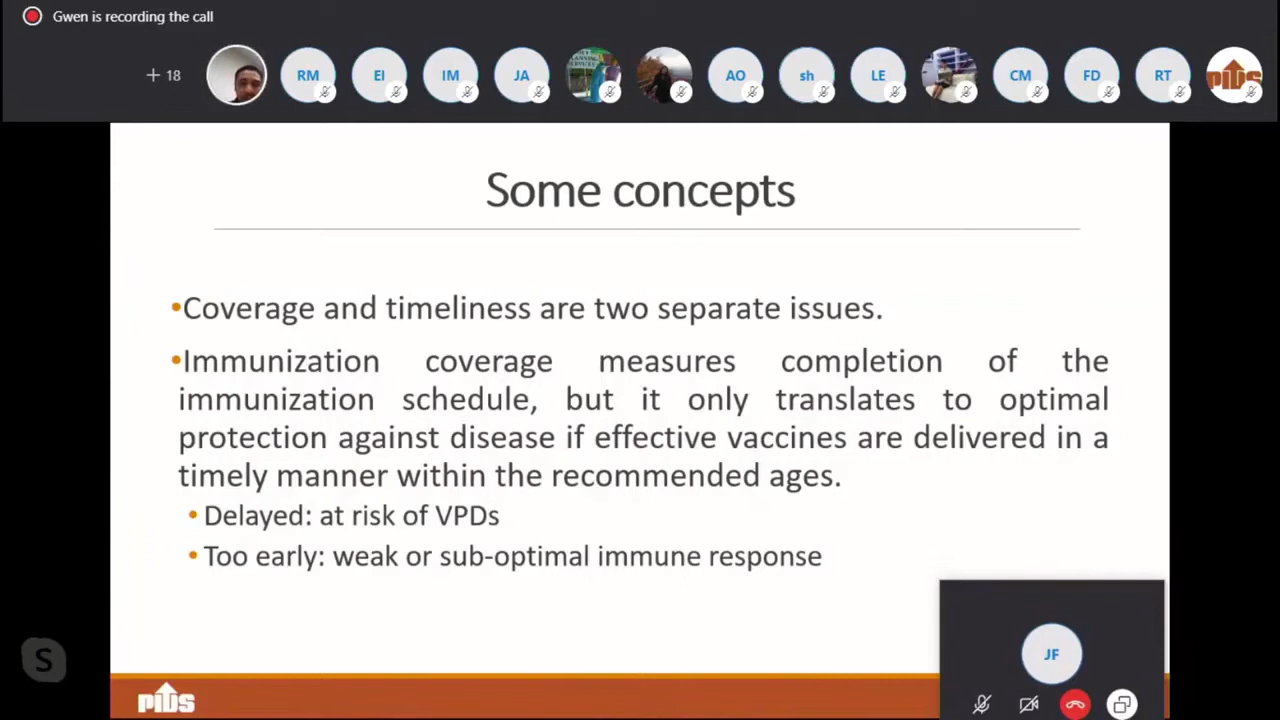 Gwen is recording the call
+ 18
RM
EI
IM
JA
AO
sh
LE
CM
FD
RT
PIDS
Some concepts
•Coverage and timeliness are two separate issues.
•Immunization coverage measures completion of the
immunization schedule, but it only translates to optimal
protection against disease if effective vaccines are delivered in a
timely manner within the recommended ages.
• Delayed: at risk of VPDs
• Too early: weak or sub-optimal immune response
JF
S
PIDS